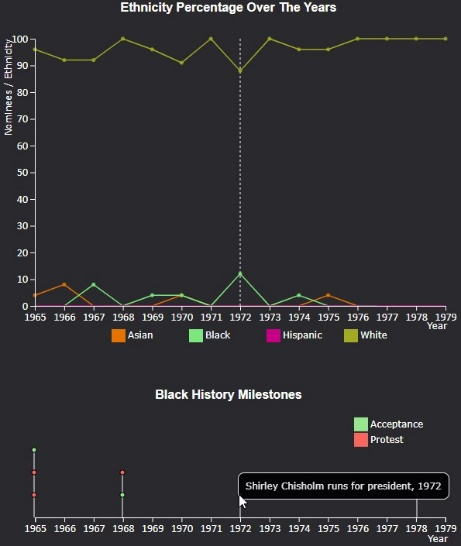 Ethnicity Percentage Over The Years
Nominees / Ethnicity
100
90
80
70
60
50
40
30
20
10
0
1965 1966 1967 1968 1969 1970 1971 1972 1973 1974 1975 1976 1977 1978 1979
Year
Asian Black Hispanic White
Black History Milestones
Acceptance
Protest
Shirley Chisholm runs for president, 1972
1965 1966 1967 1968 1969 1970 1971 1972 1973 1974 1975 1976 1977 1978 1979
Year